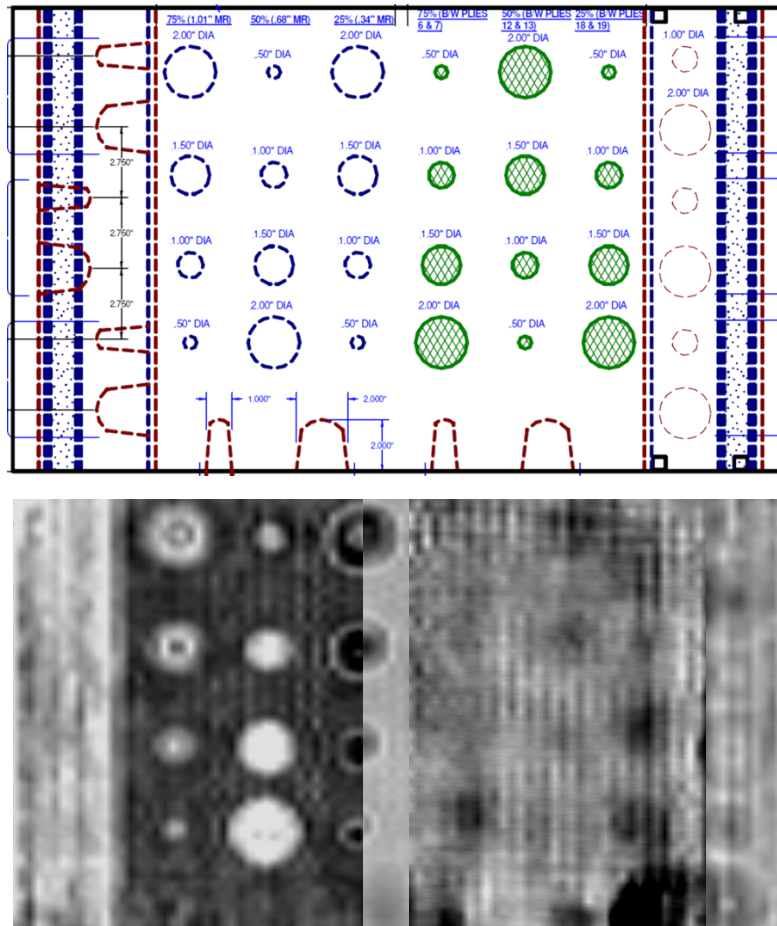 75% (1.01" MR) 50% (.68" MR) 25% (.34" MR) 75% (B/W PLIES 50% (B/W PLIES 25% (B/W PLIES
6 & 7) 12 & 13) 18 & 19)
2.00" DIA .50" DIA 2.00" DIA .50" DIA 2.00" DIA .50" DIA 1.00" DIA
2.00" DIA
1.50" DIA 1.00" DIA 1.50" DIA 1.00" DIA 1.50" DIA 1.00" DIA
2.750"
2.750"
1.00" DIA 1.50" DIA 1.00" DIA 1.50" DIA 1.00" DIA 1.50" DIA
2.750"
.50" DIA 2.00" DIA .50" DIA 2.00" DIA .50" DIA 2.00" DIA
1.000" 2.000"
2.000"